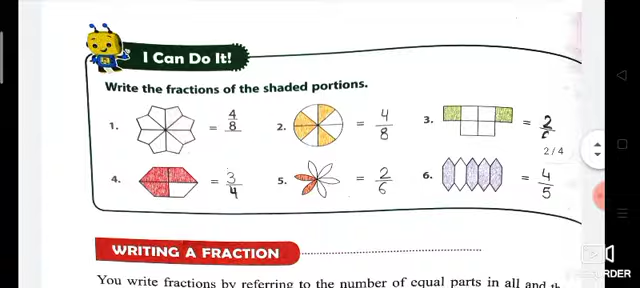 I Can Do It!
Write the fractions of the shaded portions.
1. = 4/8 2. = 4/8 3. = 2/6
2/4
4. = 3/4 5. = 2/6 6. = 4/5
WRITING A FRACTION
You write fractions by referring to the number of equal parts in all and